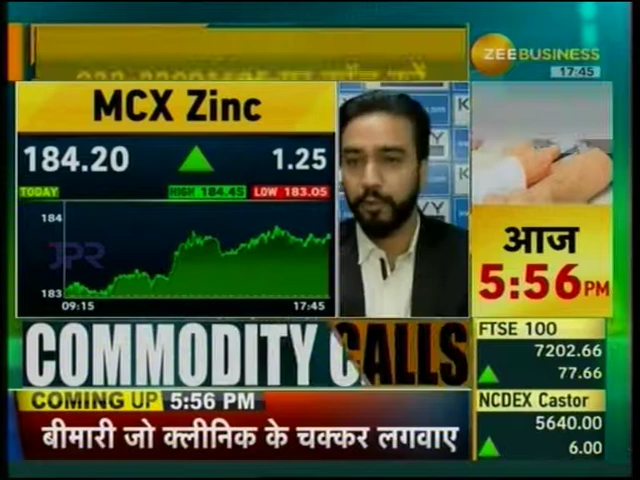 ZEEBUSINESS
17:45
MCX Zinc
184.20
1.25
TODAY
HIGH 184.45
LOW 183.05
184
JPR
183
09:15
17:45
आज
5:56 PM
COMMODITY CALLS
FTSE 100
7202.66
77.66
NCDEX Castor
5640.00
6.00
COMING UP 5:56 PM
बीमारी जो क्लीनिक के चक्कर लगवाए